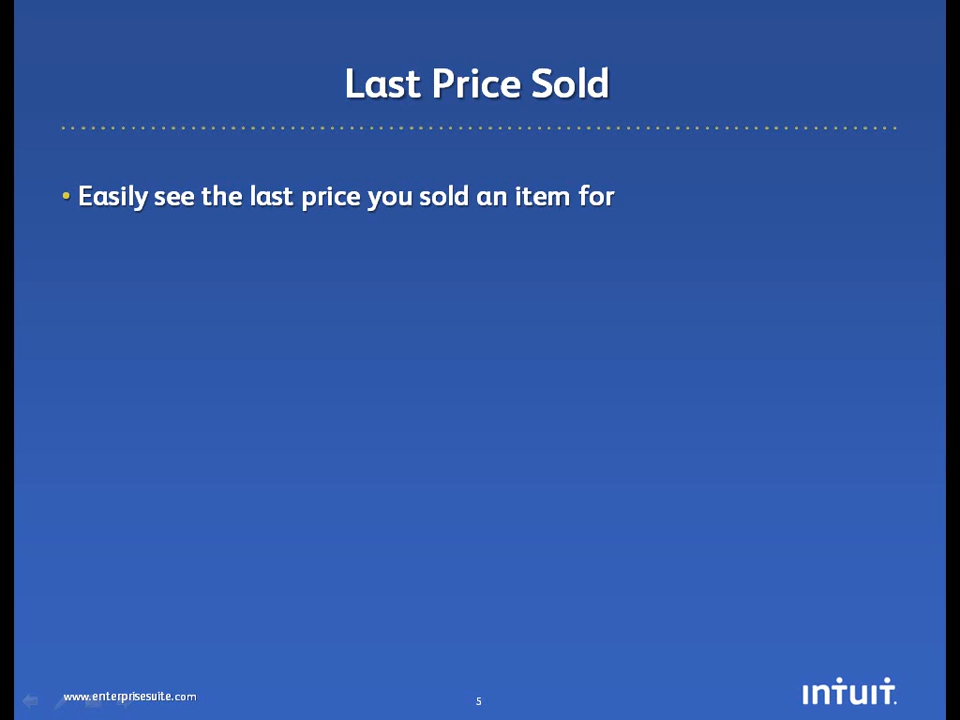 Last Price Sold
• Easily see the last price you sold an item for
www.enterprisesuite.com
5
intuit.